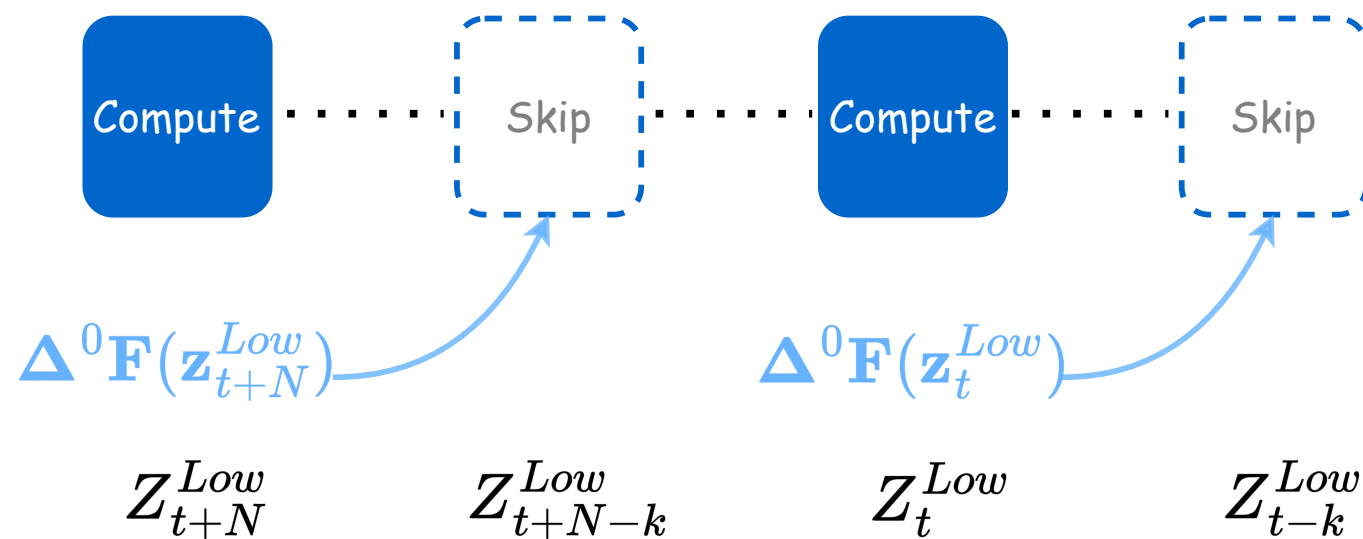 Compute Skip Compute Skip
Δ⁰F(z_{t+N}^{Low}) Δ⁰F(z_t^{Low})
Z_{t+N}^{Low} Z_{t+N-k}^{Low} Z_t^{Low} Z_{t-k}^{Low}